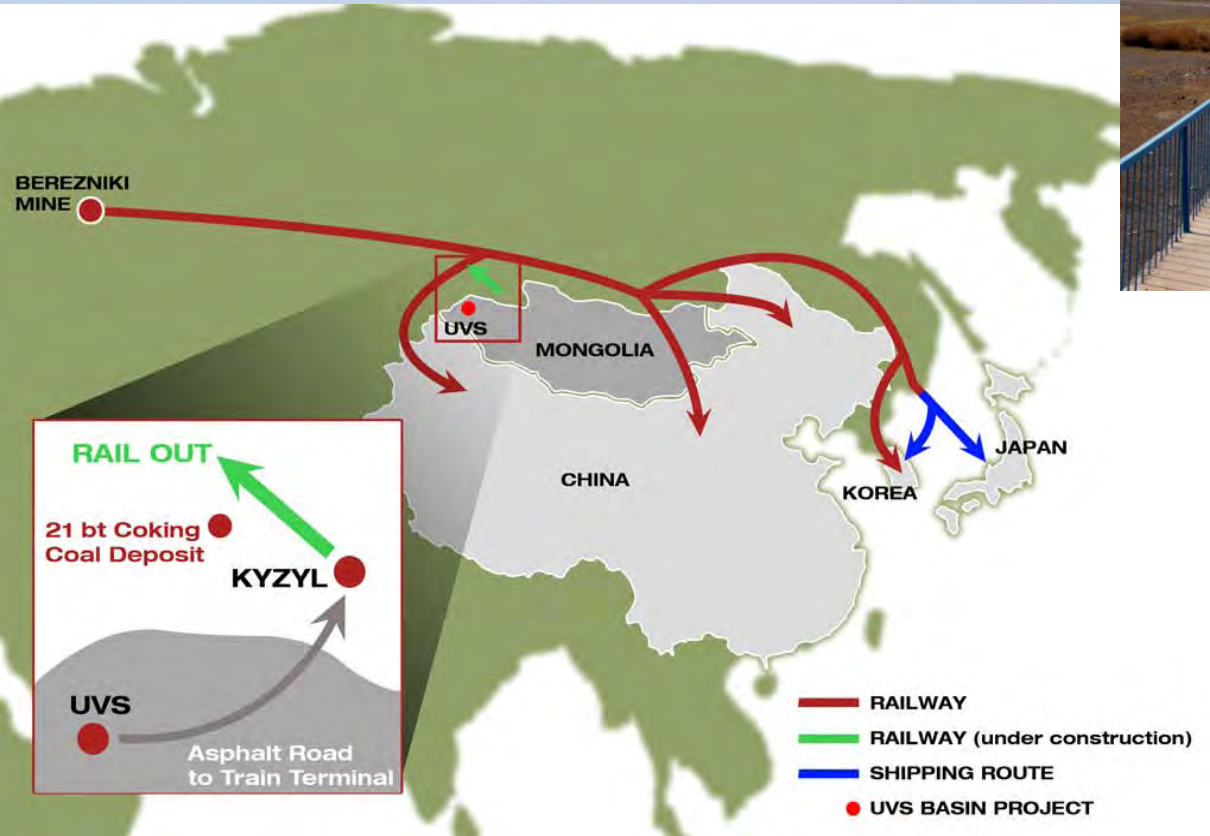 BEREZNIKI
MINE
UVS
MONGOLIA
CHINA
KOREA
JAPAN
RAIL OUT
21 bt Coking
Coal Deposit
KYZYL
UVS
Asphalt Road
to Train Terminal
RAILWAY
RAILWAY (under construction)
SHIPPING ROUTE
UVS BASIN PROJECT